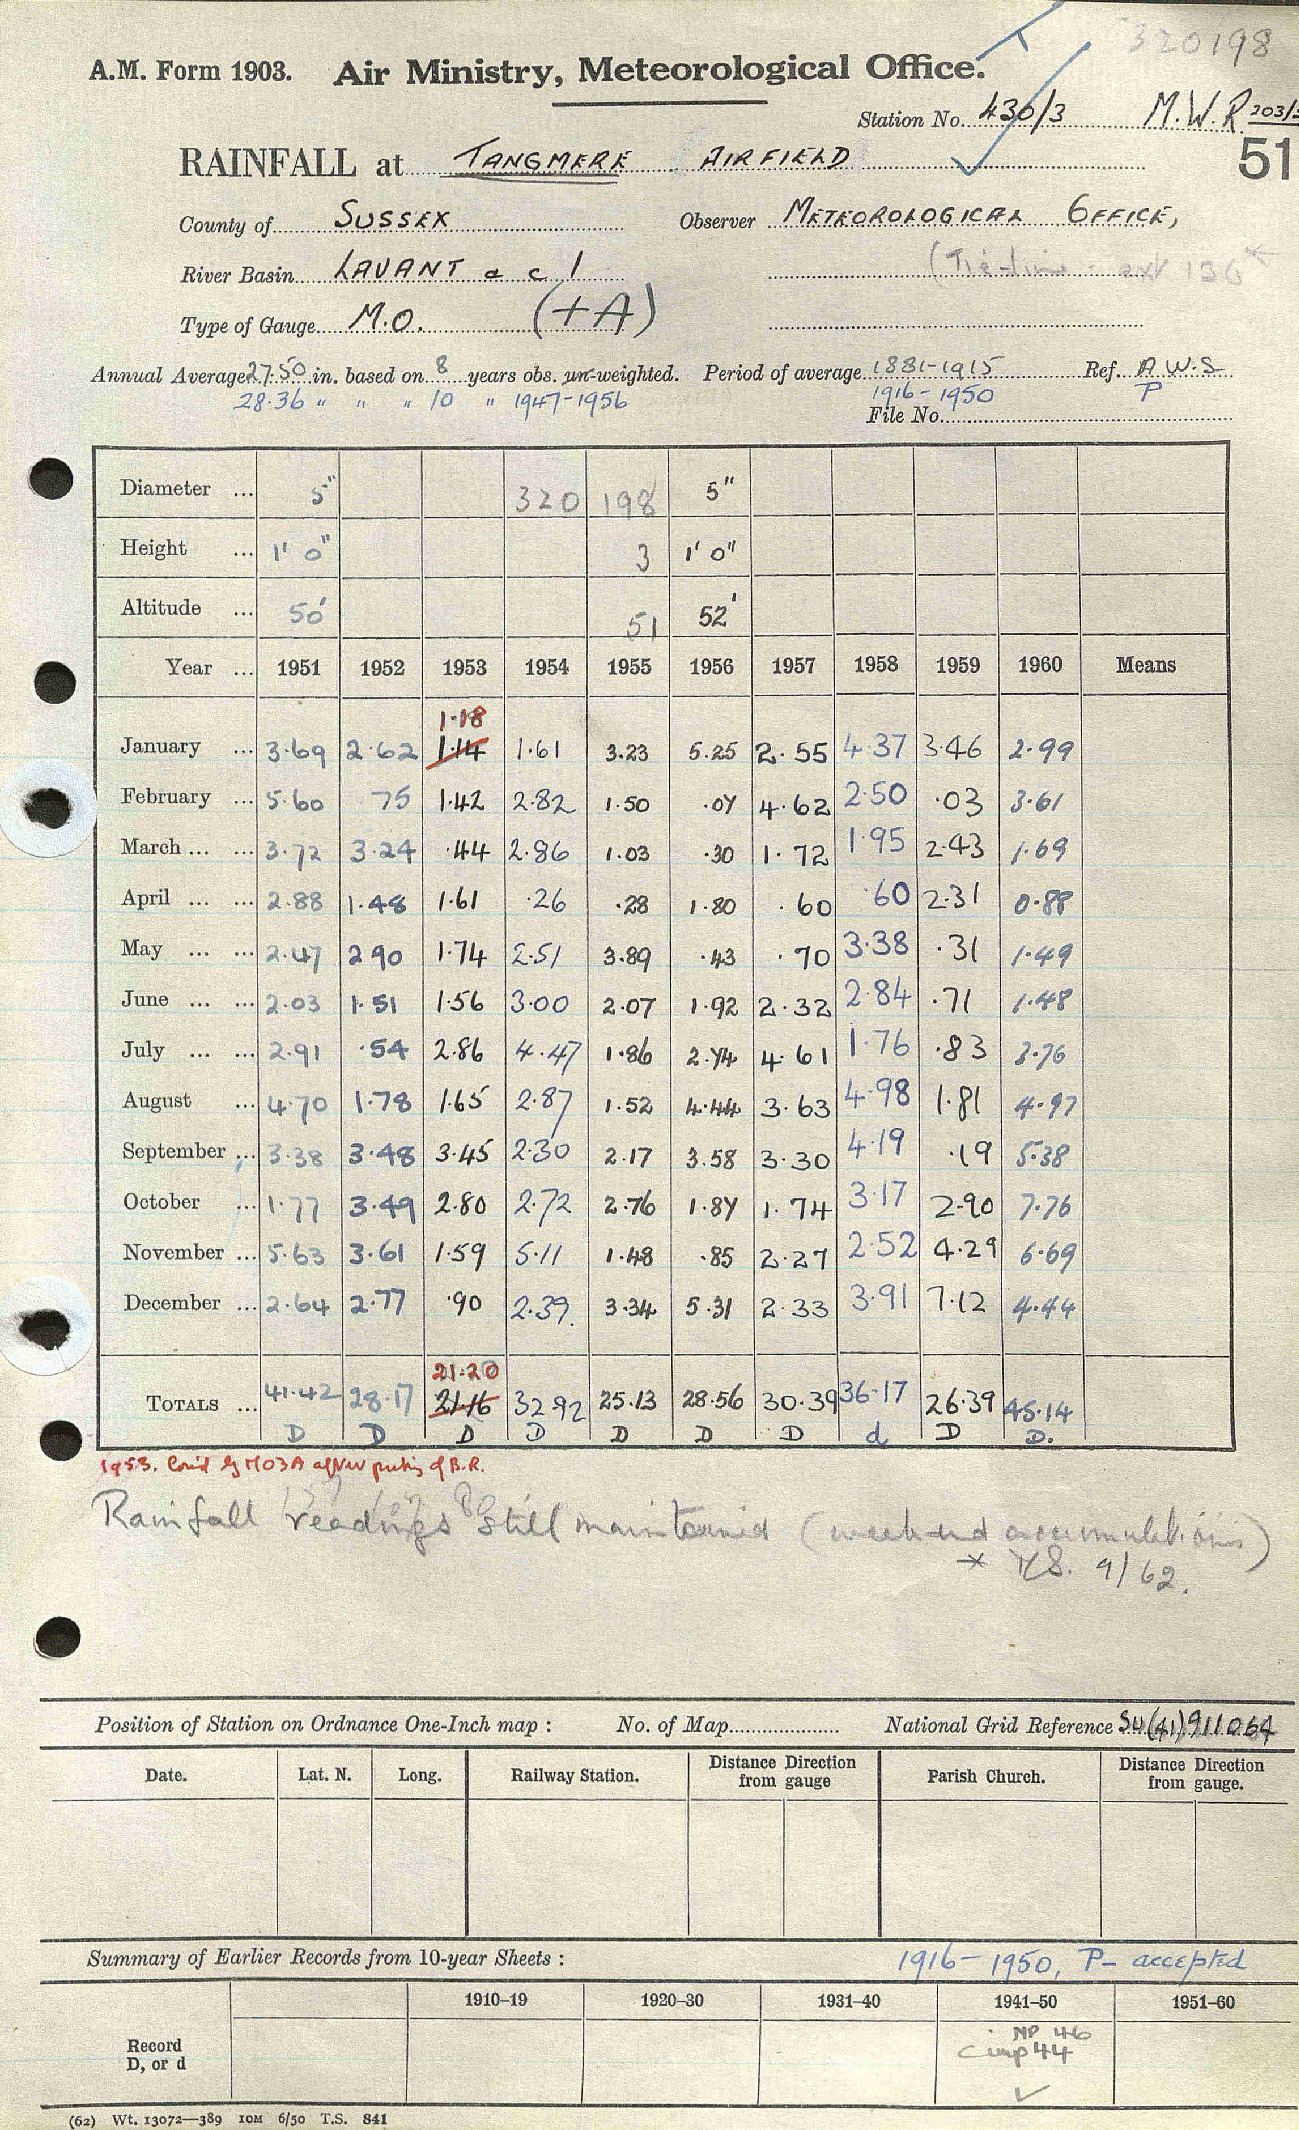 320198
A.M. Form 1903. Air Ministry, Meteorological Office.
Station No. 430/3 M.W.R. 203/
51
RAINFALL at TANGMERE AIRFIELD
County of SUSSEX Observer METEOROLOGICAL OFFICE,
River Basin LAVANT a c 1 (Tie-line - ext 136*
Type of Gauge M.O. (+A)
Annual Average 27.50 in. based on 8 years obs. un-weighted. Period of average 1881-1915 Ref. A.W.S
28.36 " " " 10 " 1947-1956 1916-1950 P
File No.
Diameter ... 5" 320 198 5"
Height ... 1' 0" 3 1' 0"
Altitude ... 50' 51 52'
Year ... 1951 1952 1953 1954 1955 1956 1957 1958 1959 1960 Means
1.18
January ... 3.69 2.62 1.14 1.61 3.23 5.25 2.55 4.37 3.46 2.99
February ... 5.60 75 1.42 2.82 1.50 .07 4.62 2.50 .03 3.61
March ... ... 3.72 3.24 .44 2.86 1.03 .30 1.72 1.95 2.43 1.69
April ... ... 2.88 1.48 1.61 .26 .28 1.80 .60 60 2.31 0.88
May ... ... 2.47 2 90 1.74 2.51 3.89 .43 .70 3.38 .31 1.49
June ... ... 2.03 1.51 1.56 3.00 2.07 1.92 2.32 2.84 .71 1.48
July ... ... 2.91 .54 2.86 4.47 1.86 2.74 4.61 1.76 .83 3.76
August ... 4.70 1.78 1.65 2.87 1.52 4.44 3.63 4.98 1.81 4.97
September ... 3.38 3.48 3.45 2.30 2.17 3.58 3.30 4.19 .19 5.38
October ... 1.77 3.49 2.80 2.72 2.76 1.87 1.74 3.17 2.90 7.76
November ... 5.63 3.61 1.59 5.11 1.48 .85 2.27 2.52 4.29 6.69
December ... 2.64 2.77 .90 2.39. 3.34 5.31 2.33 3.91 7.12 4.44
21.20
TOTALS ... 41.42 28.17 21.16 32.92 25.13 28.56 30.39 36.17 26.39 45.14
D D D D D D D d D D.
1953. Corrd by MO3A after printing of B.R.
Rainfall readings still maintained (week-end accumulations)
* 9/62.
Position of Station on Ordnance One-Inch map : No. of Map National Grid Reference SU(41)911064
Date. Lat. N. Long. Railway Station. Distance Direction from gauge Parish Church. Distance Direction from gauge.
Summary of Earlier Records from 10-year Sheets : 1916-1950, P- accepted
1910–19 1920–30 1931–40 1941–50 1951–60
Record D, or d NP 46
C imp 44
(62) Wt. 13072—389 10M 6/50 T.S. 841